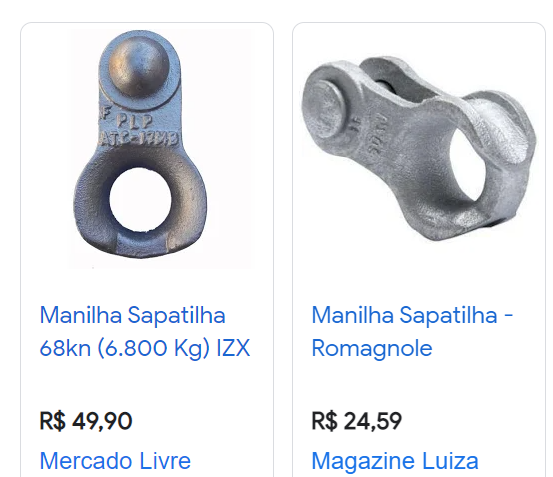 F
PLP
Manilha Sapatilha
68kn (6.800 Kg) IZX
R$ 49,90
Mercado Livre
Manilha Sapatilha -
Romagnole
R$ 24,59
Magazine Luiza